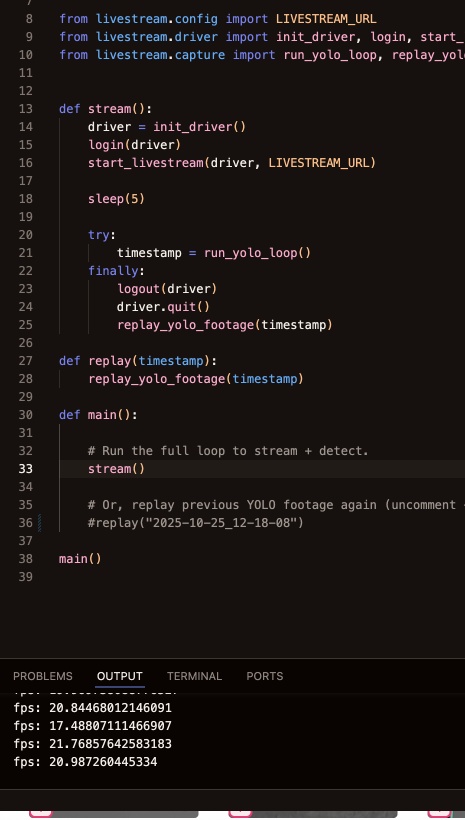 8 from livestream.config import LIVESTREAM_URL
9 from livestream.driver import init_driver, login, start_
10 from livestream.capture import run_yolo_loop, replay_yol
11
12
13 def stream():
14 driver = init_driver()
15 login(driver)
16 start_livestream(driver, LIVESTREAM_URL)
17
18 sleep(5)
19
20 try:
21 timestamp = run_yolo_loop()
22 finally:
23 logout(driver)
24 driver.quit()
25 replay_yolo_footage(timestamp)
26
27 def replay(timestamp):
28 replay_yolo_footage(timestamp)
29
30 def main():
31
32 # Run the full loop to stream + detect.
33 stream()
34
35 # Or, replay previous YOLO footage again (uncomment
36 #replay("2025-10-25_12-18-08")
37
38 main()
39
PROBLEMS OUTPUT TERMINAL PORTS
fps: 20.84468012146091
fps: 17.48807111466907
fps: 21.76857642583183
fps: 20.987260445334